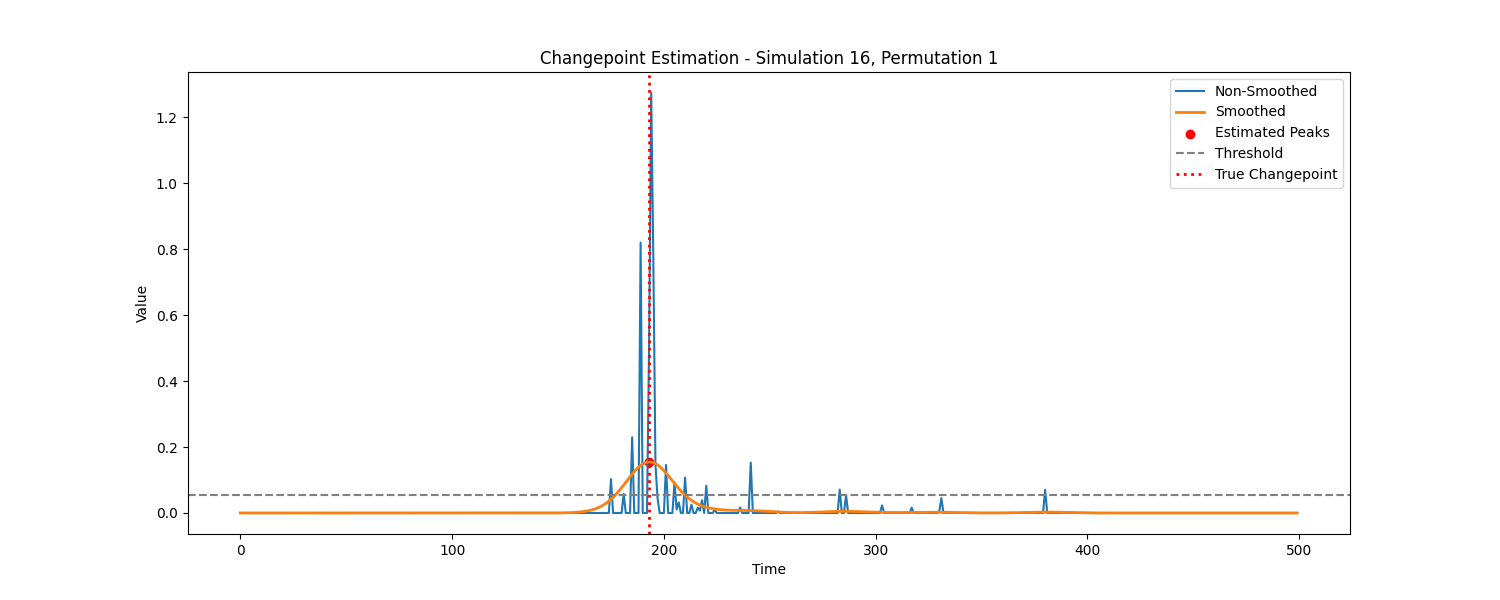 Changepoint Estimation - Simulation 16, Permutation 1
Non-Smoothed
Smoothed
Estimated Peaks
Threshold
True Changepoint
Value
1.2
1.0
0.8
0.6
0.4
0.2
0.0
0 100 200 300 400 500
Time